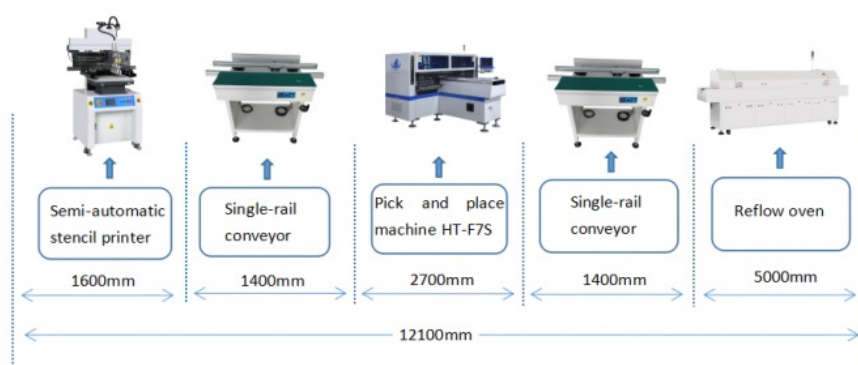 Semi-automatic
stencil printer
Single-rail
conveyor
Pick and place
machine HT-F7S
Single-rail
conveyor
Reflow oven
1600mm
1400mm
2700mm
1400mm
5000mm
12100mm